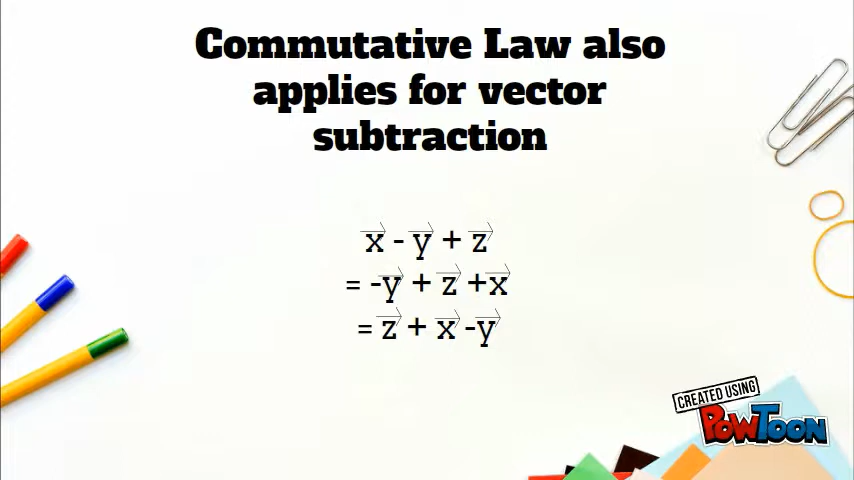 Commutative Law also
applies for vector
subtraction
x⃗ - y⃗ + z⃗
= -y⃗ + z⃗ +x⃗
= z⃗ + x⃗ -y⃗
CREATED USING
POWTOON